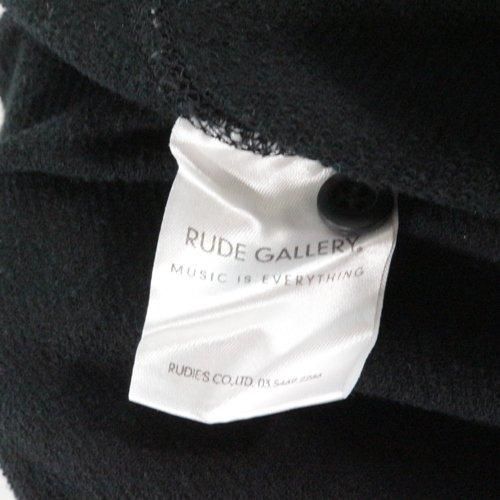 RUDE GALLERY®
MUSIC IS EVERYTHING
RUDIES CO.,LTD. 03